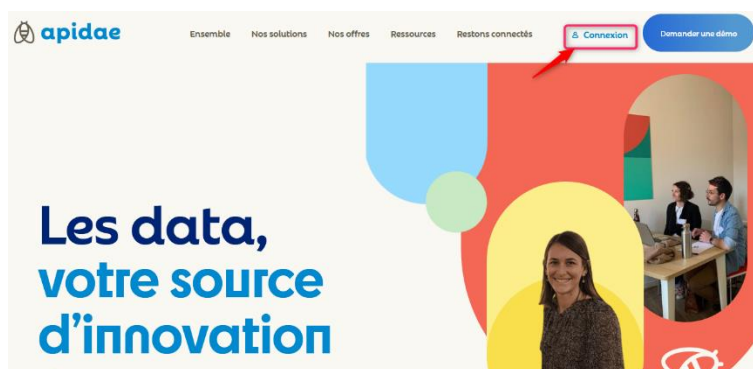 apidae
Ensemble Nos solutions Nos offres Ressources Restons connectés Connexion Demander une démo
Les data,
votre source
d'innovation